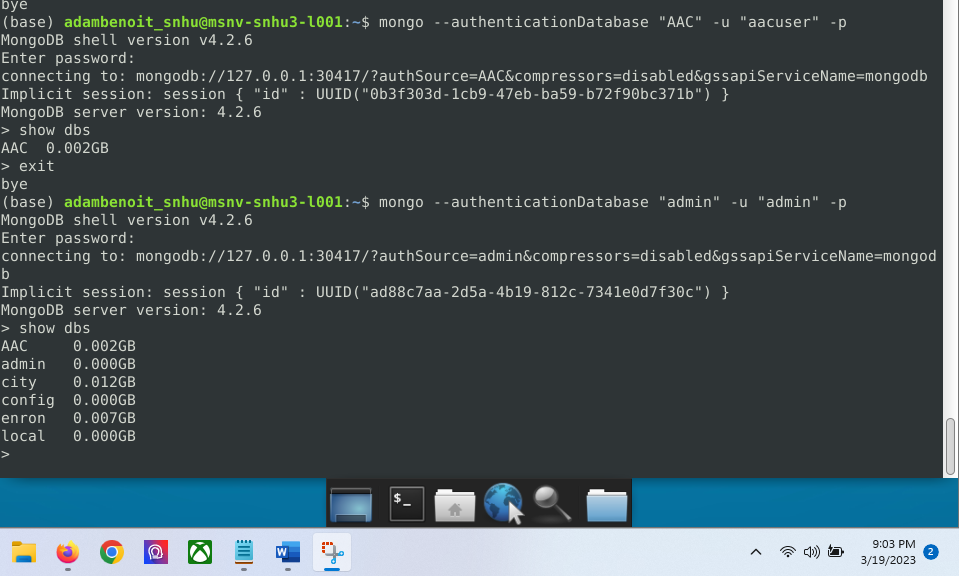 bye
(base) adambenoit_snhu@msnv-snhu3-l001:~$ mongo --authenticationDatabase "AAC" -u "aacuser" -p
MongoDB shell version v4.2.6
Enter password:
connecting to: mongodb://127.0.0.1:30417/?authSource=AAC&compressors=disabled&gssapiServiceName=mongodb
Implicit session: session { "id" : UUID("0b3f303d-1cb9-47eb-ba59-b72f90bc371b") }
MongoDB server version: 4.2.6
> show dbs
AAC  0.002GB
> exit
bye
(base) adambenoit_snhu@msnv-snhu3-l001:~$ mongo --authenticationDatabase "admin" -u "admin" -p
MongoDB shell version v4.2.6
Enter password:
connecting to: mongodb://127.0.0.1:30417/?authSource=admin&compressors=disabled&gssapiServiceName=mongod
b
Implicit session: session { "id" : UUID("ad88c7aa-2d5a-4b19-812c-7341e0d7f30c") }
MongoDB server version: 4.2.6
> show dbs
AAC     0.002GB
admin   0.000GB
city    0.012GB
config  0.000GB
enron   0.007GB
local   0.000GB
>
$_
W
9:03 PM
3/19/2023
2